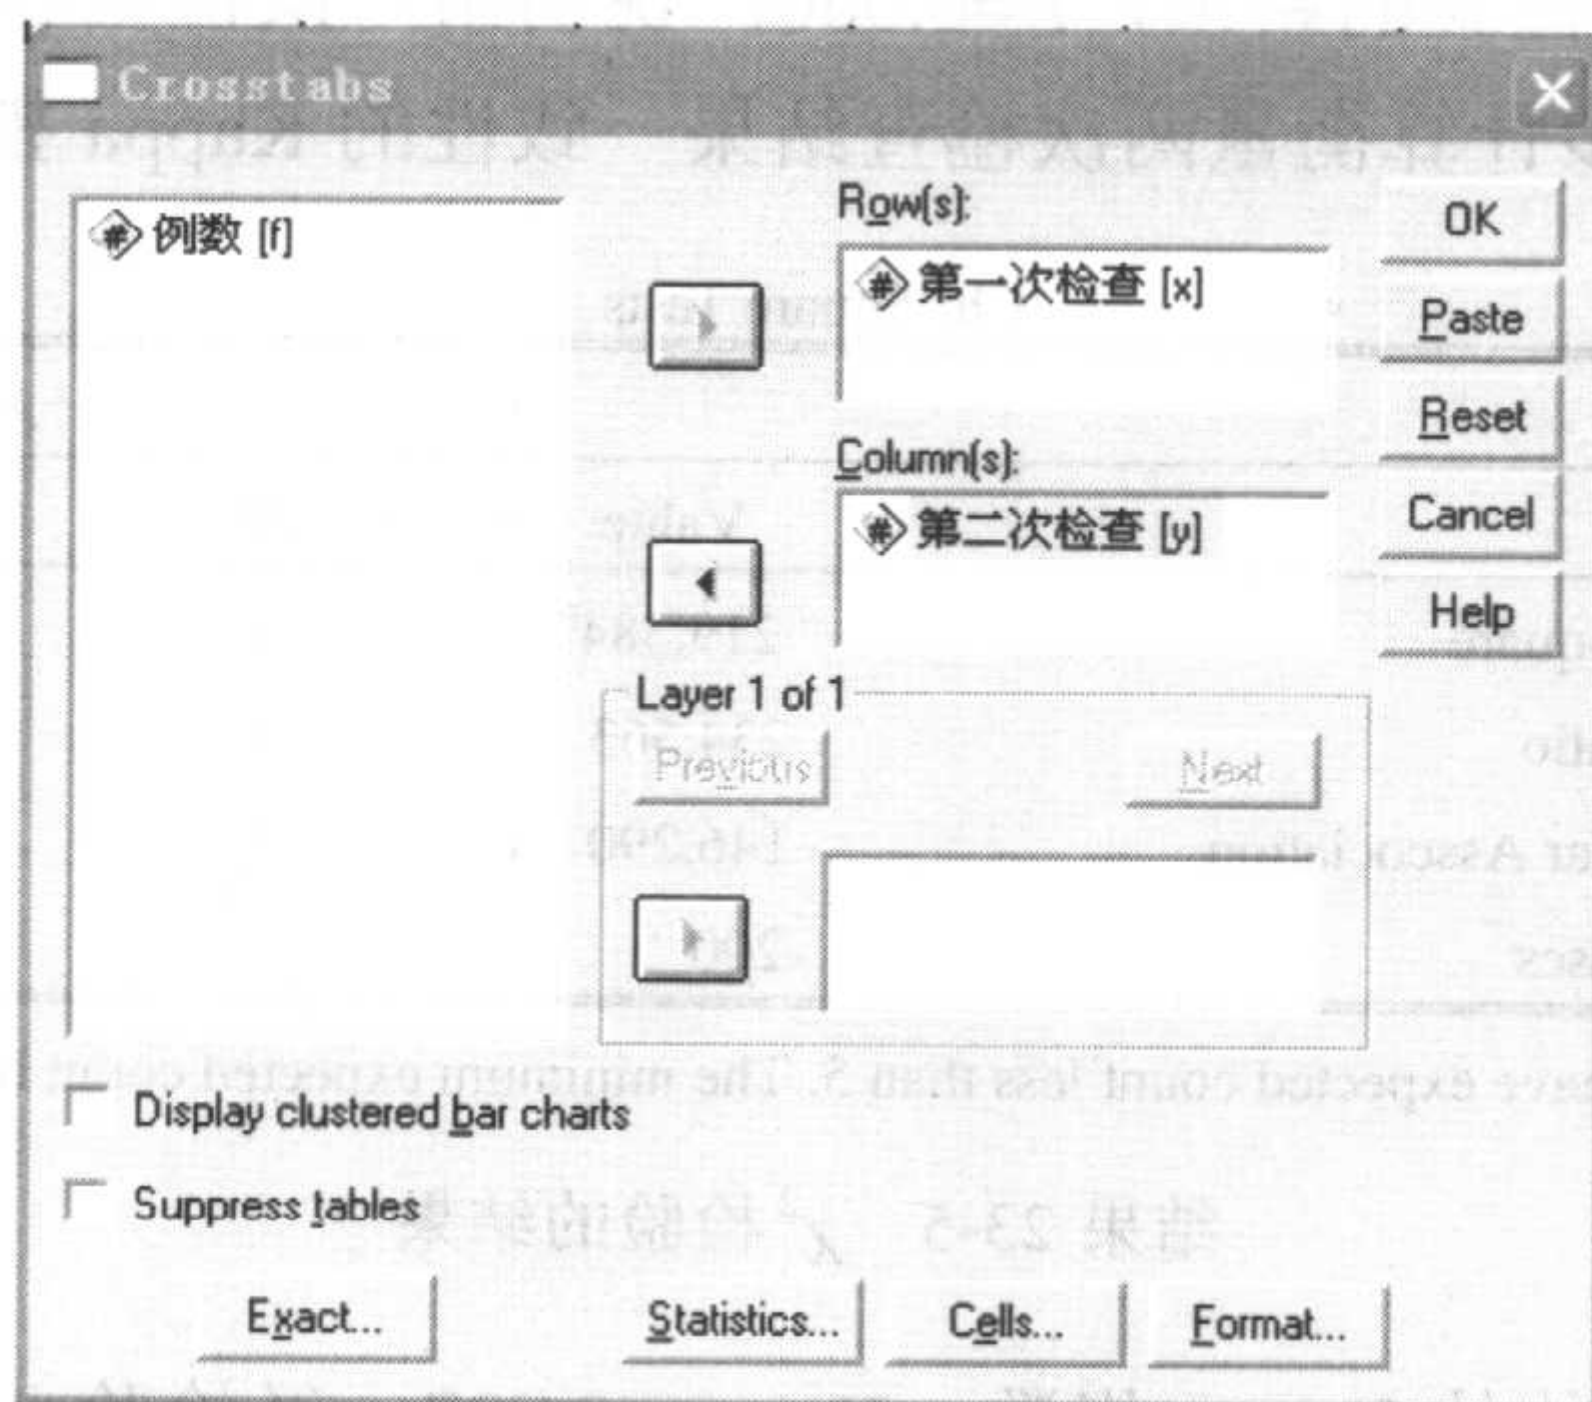 Crosstabs
例数 [f]
Row(s):
第一次检查 [x]
OK
Paste
Reset
Column(s):
第二次检查 [y]
Cancel
Help
Layer 1 of 1
Previous
Next
Display clustered bar charts
Suppress tables
Exact...
Statistics...
Cells...
Format...